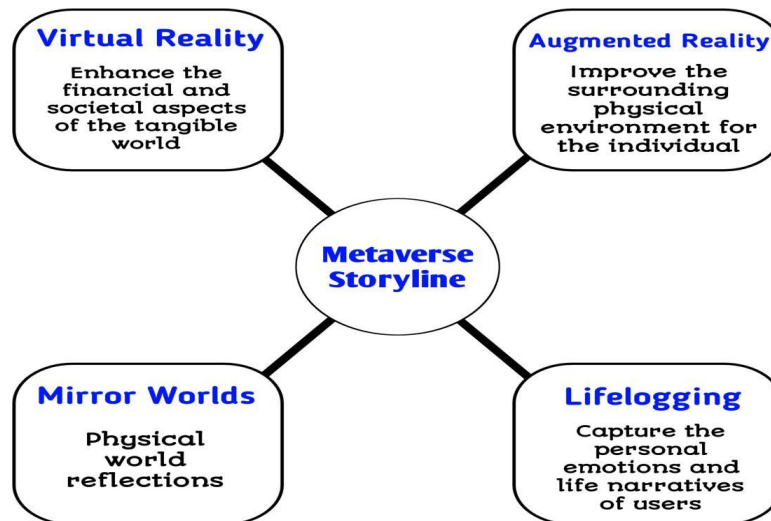 Virtual Reality
Enhance the
financial and
societal aspects
of the tangible
world
Augmented Reality
Improve the
surrounding
physical
environment for
the individual
Metaverse
Storyline
Mirror Worlds
Physical
world
reflections
Lifelogging
Capture the
personal
emotions and
life narratives
of users